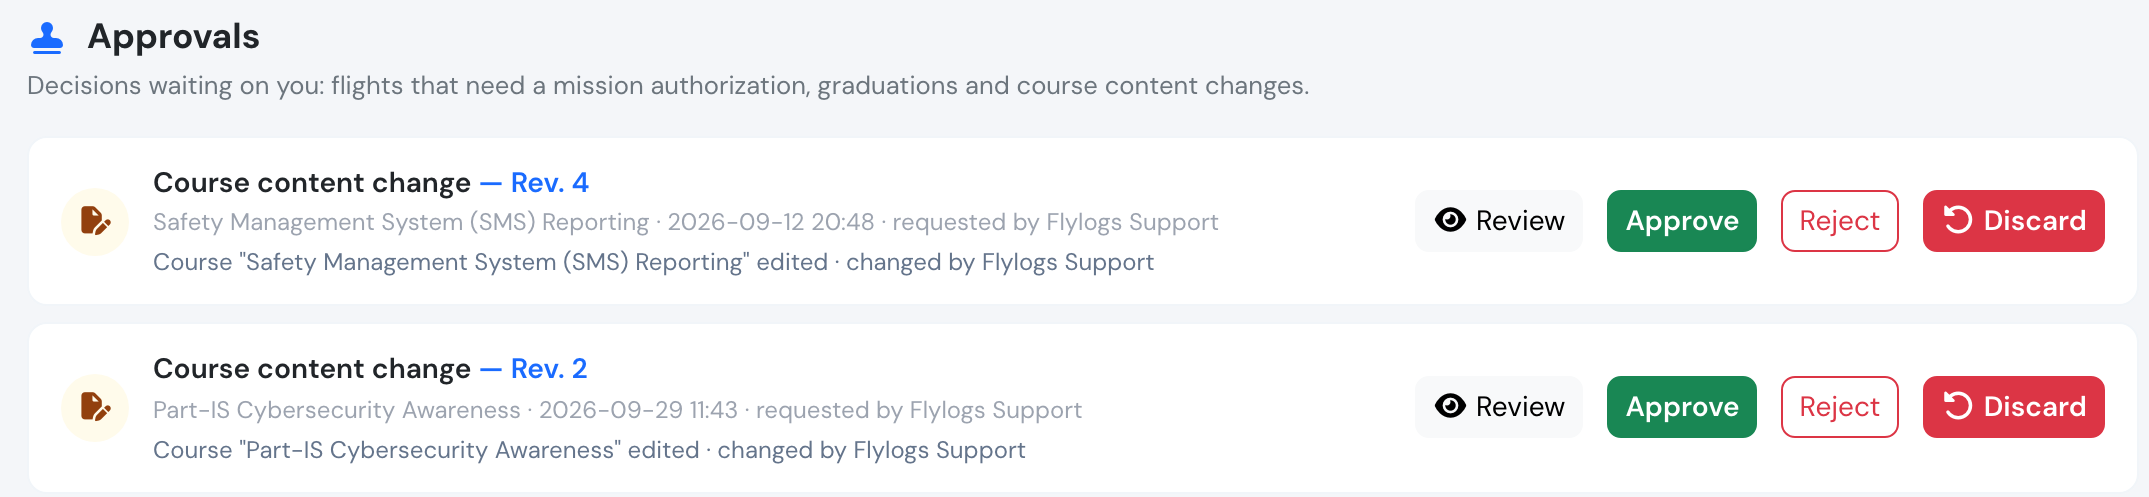 Approvals
Decisions waiting on you: flights that need a mission authorization, graduations and course content changes.
Course content change — Rev. 4
Safety Management System (SMS) Reporting · 2026-09-12 20:48 · requested by Flylogs Support
Course "Safety Management System (SMS) Reporting" edited · changed by Flylogs Support
Review Approve Reject Discard
Course content change — Rev. 2
Part-IS Cybersecurity Awareness · 2026-09-29 11:43 · requested by Flylogs Support
Course "Part-IS Cybersecurity Awareness" edited · changed by Flylogs Support
Review Approve Reject Discard